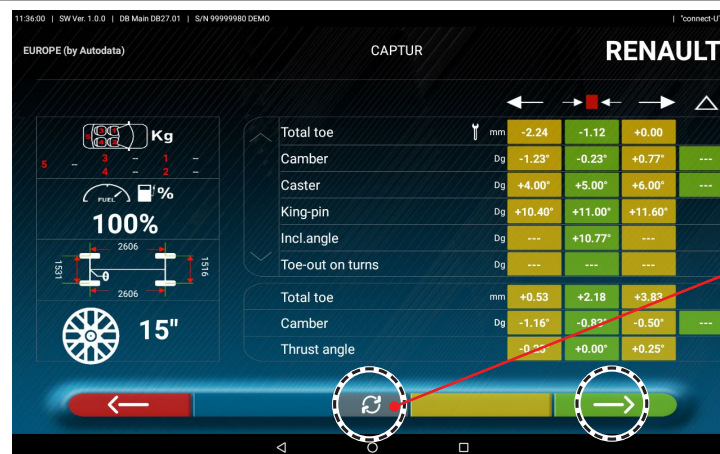 11:36:00 | SW Ver. 1.0.0 | DB Main DB27.01 | S/N 99999980 DEMO | "connect-U
EUROPE (by Autodata) CAPTUR RENAULT
Kg
5 -- 3 -- 1 --
4 -- 2 --
FUEL %
100%
2606
1531 0 1516
2606
15"
Total toe mm -2.24 -1.12 +0.00
Camber Dg -1.23° -0.23° +0.77° ---
Caster Dg +4.00° +5.00° +6.00° ---
King-pin Dg +10.40° +11.00° +11.60°
Incl.angle Dg --- +10.77° ---
Toe-out on turns Dg --- --- ---
Total toe mm +0.53 +2.18 +3.83
Camber Dg -1.16° -0.83° -0.50° ---
Thrust angle +0.00° +0.25°